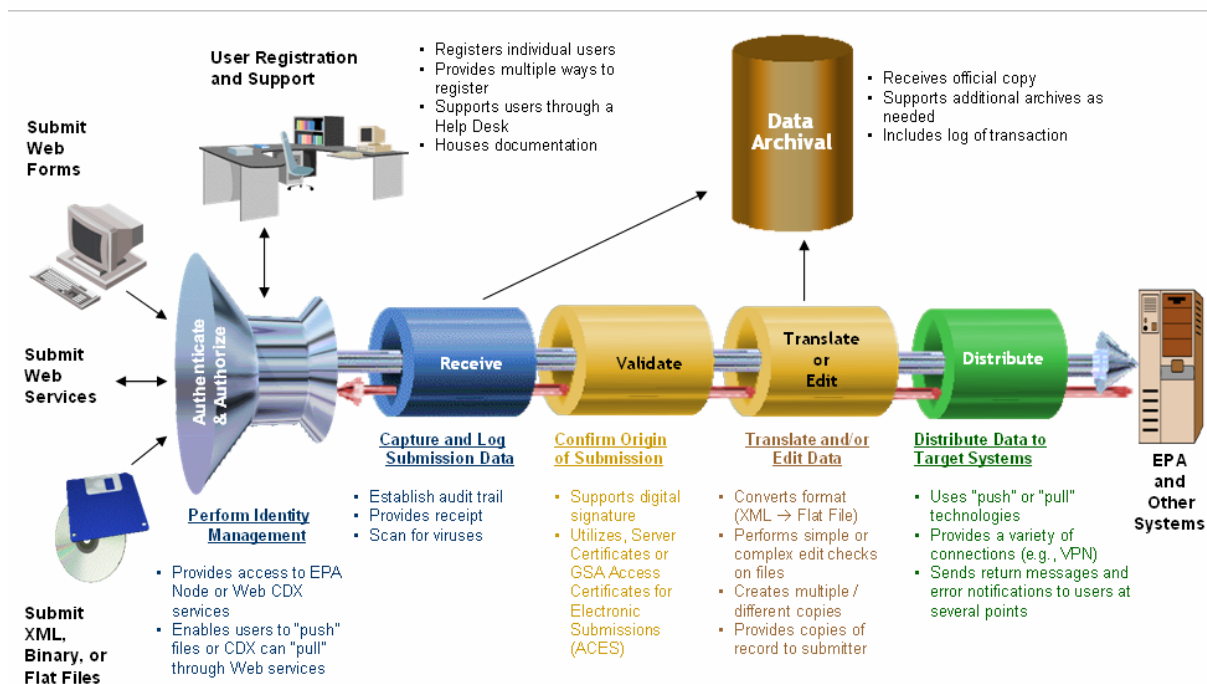 User Registration
and Support
▪ Registers individual users
▪ Provides multiple ways to
register
▪ Supports users through a
Help Desk
▪ Houses documentation
Data
Archival
▪ Receives official copy
▪ Supports additional archives as
needed
▪ Includes log of transaction
Submit
Web
Forms
Submit
Web
Services
Submit
XML,
Binary, or
Flat Files
Authenticate
& Authorize
Receive
Validate
Translate
or
Edit
Distribute
EPA
and
Other
Systems
Perform Identity
Management
▪ Provides access to EPA
Node or Web CDX
services
▪ Enables users to "push"
files or CDX can "pull"
through Web services
Capture and Log
Submission Data
▪ Establish audit trail
▪ Provides receipt
▪ Scan for viruses
Confirm Origin
of Submission
▪ Supports digital
signature
▪ Utilizes, Server
Certificates or
GSA Access
Certificates for
Electronic
Submissions
(ACES)
Translate and/or
Edit Data
▪ Converts format
(XML → Flat File)
▪ Performs simple or
complex edit checks
on files
▪ Creates multiple /
different copies
▪ Provides copies of
record to submitter
Distribute Data to
Target Systems
▪ Uses "push" or "pull"
technologies
▪ Provides a variety of
connections (e.g., VPN)
▪ Sends return messages and
error notifications to users at
several points